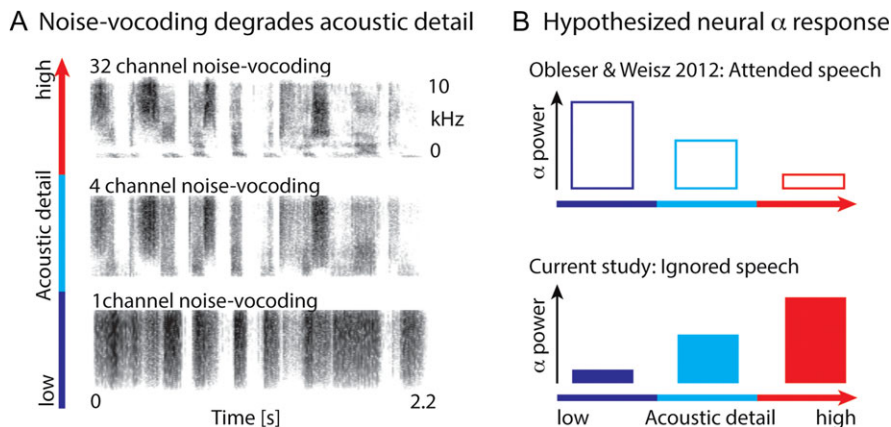 A Noise-vocoding degrades acoustic detail
high
Acoustic detail
low
32 channel noise-vocoding
10
kHz
0
4 channel noise-vocoding
1channel noise-vocoding
0
Time [s]
2.2
B Hypothesized neural α response
Obleser & Weisz 2012: Attended speech
α power
Current study: Ignored speech
α power
low Acoustic detail high